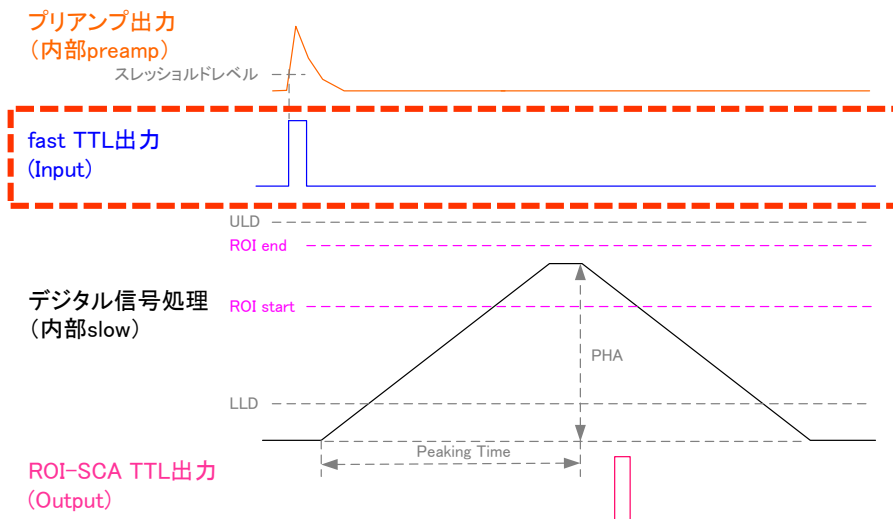 プリアンプ出力
（内部preamp）
スレッショルドレベル
fast TTL出力
(Input)
ULD
ROI end
デジタル信号処理
（内部slow）
ROI start
PHA
LLD
Peaking Time
ROI-SCA TTL出力
(Output)